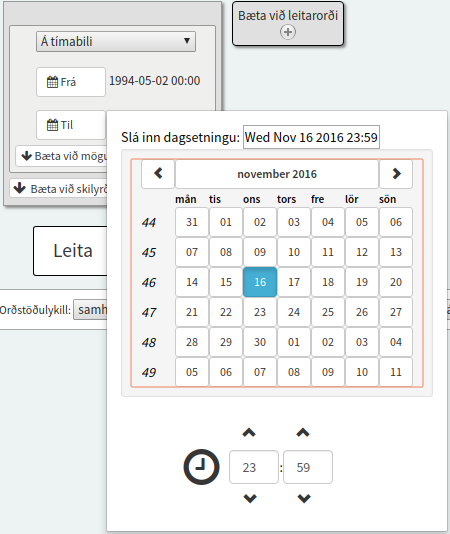 Á tímabili
Bæta við leitarorði
Frá
1994-05-02 00:00
Til
Slá inn dagsetningu: Wed Nov 16 2016 23:59
Bæta við mögu
Bæta við skilyrð
november 2016
mån tis ons tors fre lör sön
44 31 01 02 03 04 05 06
45 07 08 09 10 11 12 13
46 14 15 16 17 18 19 20
47 21 22 23 24 25 26 27
48 28 29 30 01 02 03 04
49 05 06 07 08 09 10 11
Leita
Orðstöðulykill: samh
23 : 59